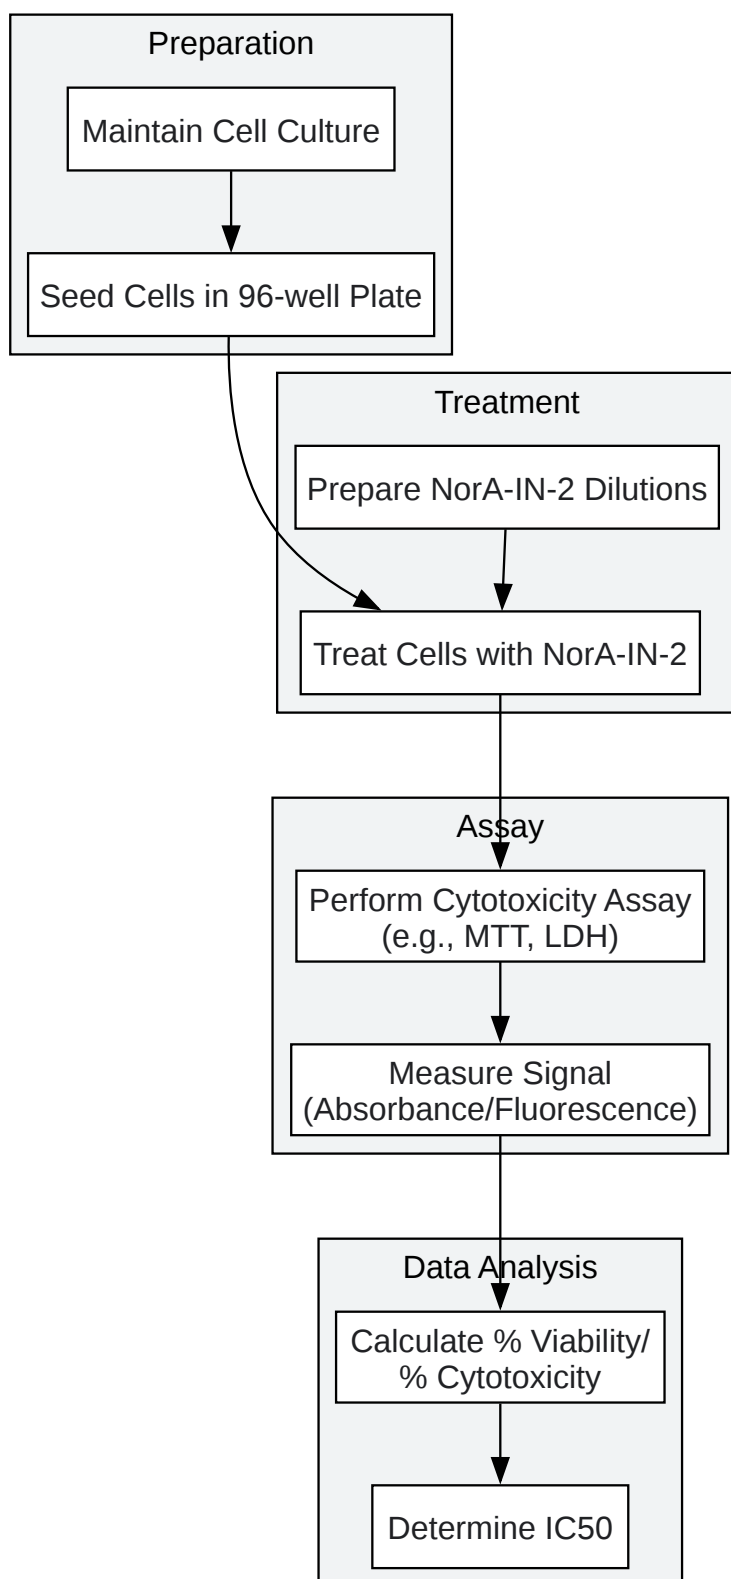 Preparation
Maintain Cell Culture
Seed Cells in 96-well Plate
Treatment
Prepare NorA-IN-2 Dilutions
Treat Cells with NorA-IN-2
Assay
Perform Cytotoxicity Assay
(e.g., MTT, LDH)
Measure Signal
(Absorbance/Fluorescence)
Data Analysis
Calculate % Viability/
% Cytotoxicity
Determine IC50